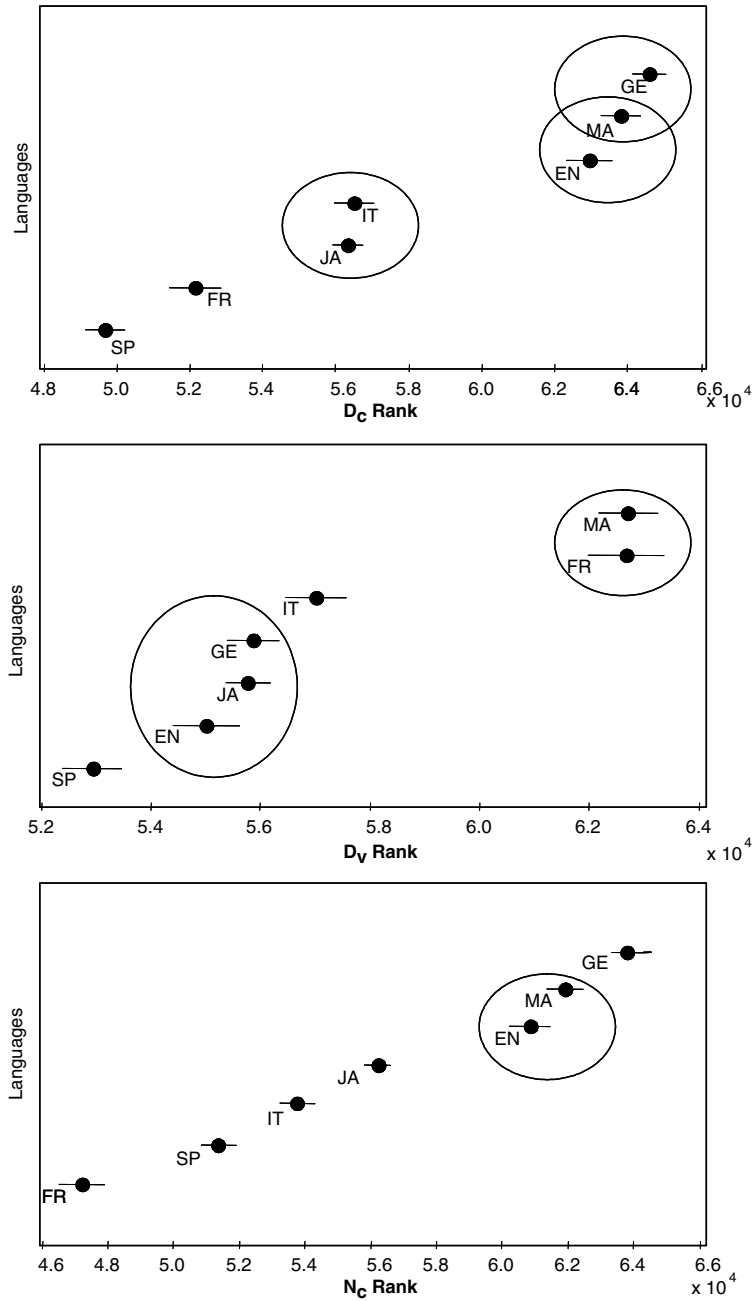 Languages
GE
MA
EN
IT
JA
FR
SP
4.8 5.0 5.2 5.4 5.6 5.8 6.0 6.2 6.4 6.6
x 10^4
Dc Rank
Languages
MA
FR
IT
GE
JA
EN
SP
5.2 5.4 5.6 5.8 6.0 6.2 6.4
x 10^4
Dv Rank
Languages
GE
MA
EN
JA
IT
SP
FR
4.6 4.8 5.0 5.2 5.4 5.6 5.8 6.0 6.2 6.4 6.6
x 10^4
Nc Rank